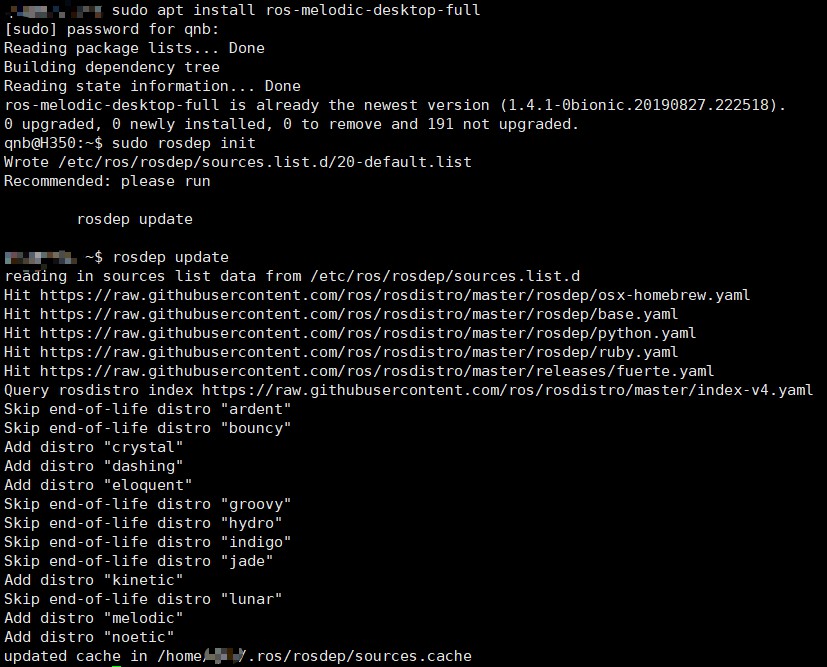 sudo apt install ros-melodic-desktop-full
[sudo] password for qnb:
Reading package lists... Done
Building dependency tree
Reading state information... Done
ros-melodic-desktop-full is already the newest version (1.4.1-0bionic.20190827.222518).
0 upgraded, 0 newly installed, 0 to remove and 191 not upgraded.
qnb@H350:~$ sudo rosdep init
Wrote /etc/ros/rosdep/sources.list.d/20-default.list
Recommended: please run
rosdep update
~$ rosdep update
reading in sources list data from /etc/ros/rosdep/sources.list.d
Hit https://raw.githubusercontent.com/ros/rosdistro/master/rosdep/osx-homebrew.yaml
Hit https://raw.githubusercontent.com/ros/rosdistro/master/rosdep/base.yaml
Hit https://raw.githubusercontent.com/ros/rosdistro/master/rosdep/python.yaml
Hit https://raw.githubusercontent.com/ros/rosdistro/master/rosdep/ruby.yaml
Hit https://raw.githubusercontent.com/ros/rosdistro/master/releases/fuerte.yaml
Query rosdistro index https://raw.githubusercontent.com/ros/rosdistro/master/index-v4.yaml
Skip end-of-life distro "ardent"
Skip end-of-life distro "bouncy"
Add distro "crystal"
Add distro "dashing"
Add distro "eloquent"
Skip end-of-life distro "groovy"
Skip end-of-life distro "hydro"
Skip end-of-life distro "indigo"
Skip end-of-life distro "jade"
Add distro "kinetic"
Skip end-of-life distro "lunar"
Add distro "melodic"
Add distro "noetic"
updated cache in /home/ /.ros/rosdep/sources.cache